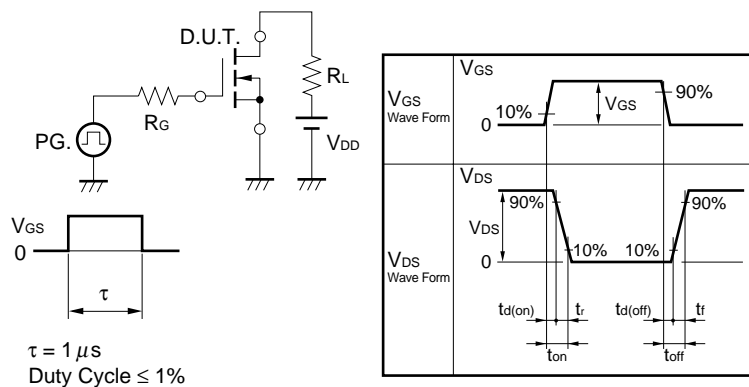 D.U.T.
RL
RG
PG.
VDD
VGS
0
τ
τ = 1 μs
Duty Cycle ≤ 1%
VGS
Wave Form
VGS
10%
VGS
90%
0
VDS
Wave Form
VDS
90%
VDS
90%
10%
10%
0
td(on)
tr
td(off)
tf
ton
toff